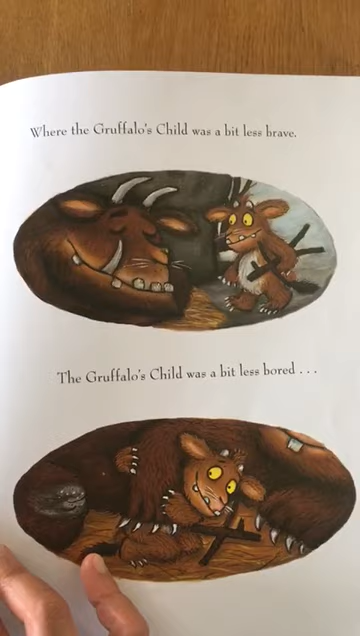 Where the Gruffalo's Child was a bit less brave.
The Gruffalo's Child was a bit less bored . . .